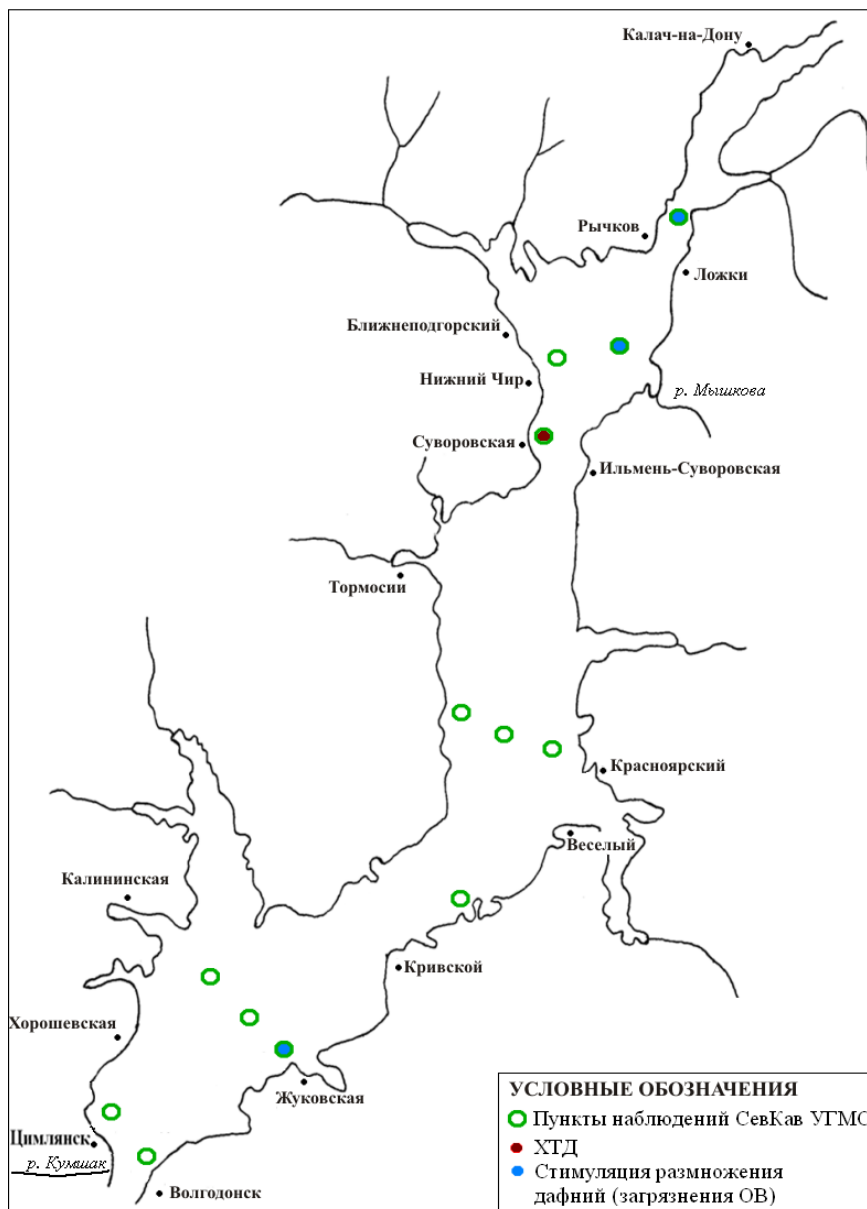 Калач-на-Дону
Рычков
Ложки
Ближнеподгорский
р. Мышкова
Нижний Чир
Суворовская
Ильмень-Суворовская
Тормосии
Красноярский
Веселый
Калининская
Кривской
Хорошевская
Жуковская
Цимлянск
р. Кумшак
Волгодонск
УСЛОВНЫЕ ОБОЗНАЧЕНИЯ
Пункты наблюдений СевКав УГМС
ХТД
Стимуляция размножения
дафний (загрязнения ОВ)